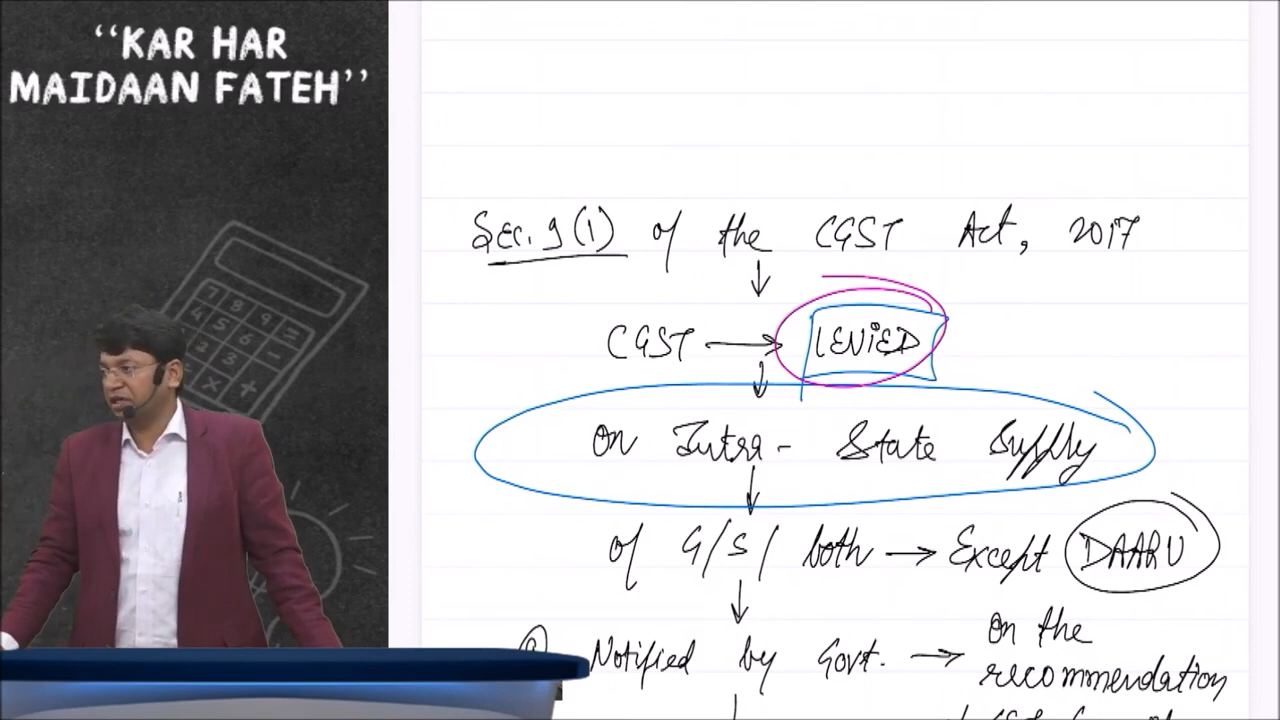 “KAR HAR
MAIDAAN FATEH”
Sec. 9(1) of the CGST Act, 2017
CGST → LEVIED
On Intra - State Supply
of G/S/ both → Except DAARU
Notified by Govt. → On the
recommendation